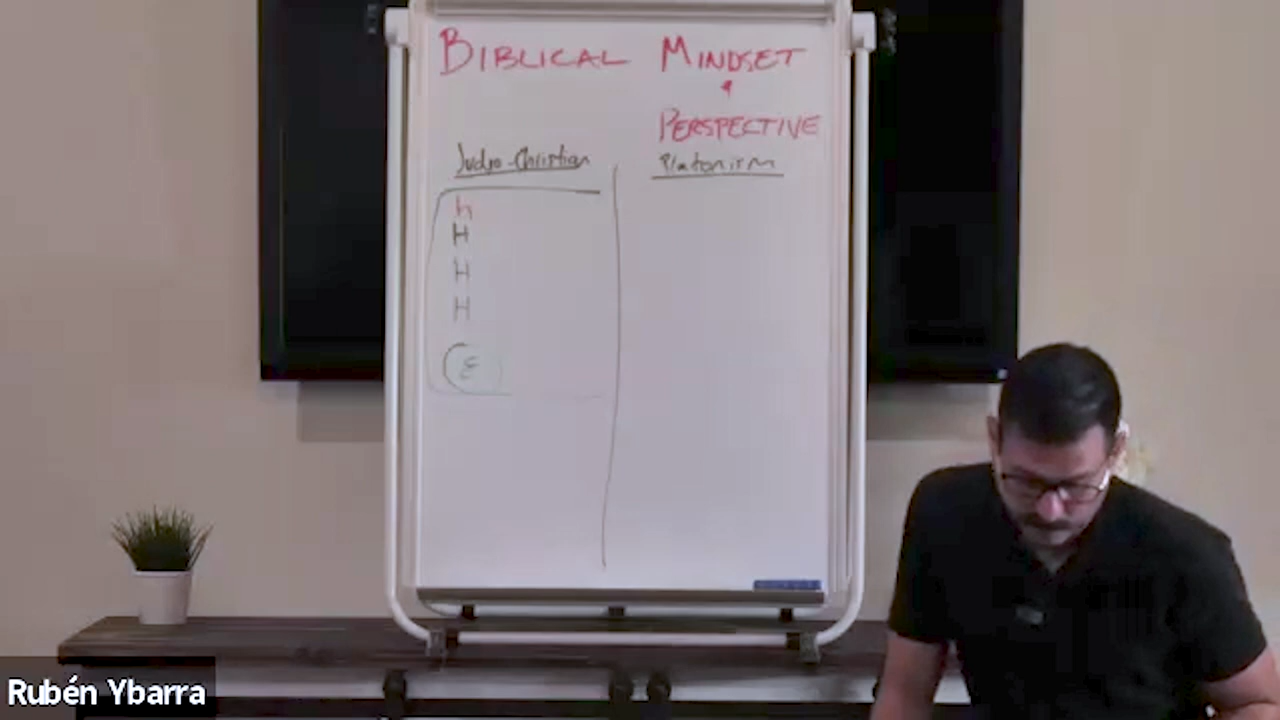 BIBLICAL MINDSET
&
PERSPECTIVE
Judeo-Christian Platonism
h
H
H
H
E
Rubén Ybarra